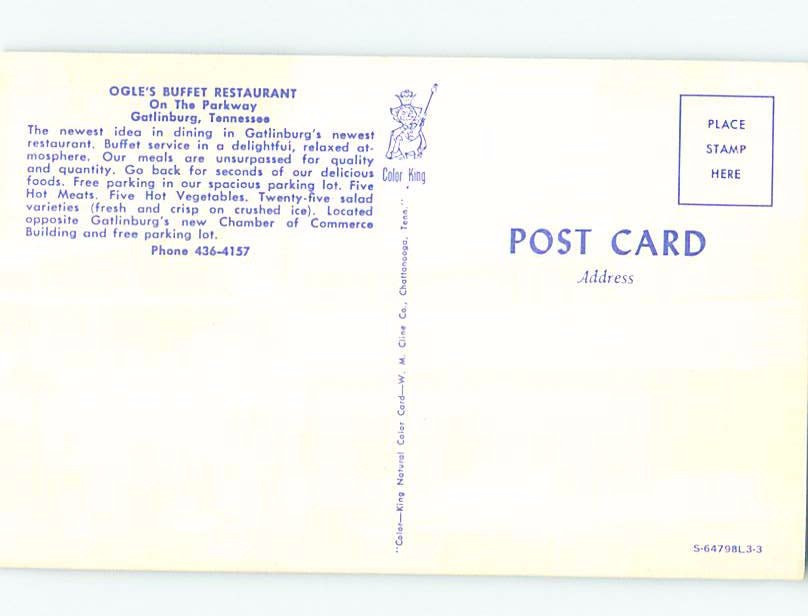 OGLE'S BUFFET RESTAURANT
On The Parkway
Gatlinburg, Tennessee
The newest idea in dining in Gatlinburg's newest
restaurant. Buffet service in a delightful, relaxed at-
mosphere. Our meals are unsurpassed for quality
and quantity. Go back for seconds of our delicious
foods. Free parking in our spacious parking lot. Five
Hot Meats. Five Hot Vegetables. Twenty-five salad
varieties (fresh and crisp on crushed ice). Located
opposite Gatlinburg's new Chamber of Commerce
Building and free parking lot.
Phone 436-4157
Color King
"Color—King Natural Color Card—W. M. Cline Co., Chattanooga, Tenn."
PLACE
STAMP
HERE
POST CARD
Address
S-64798L3-3